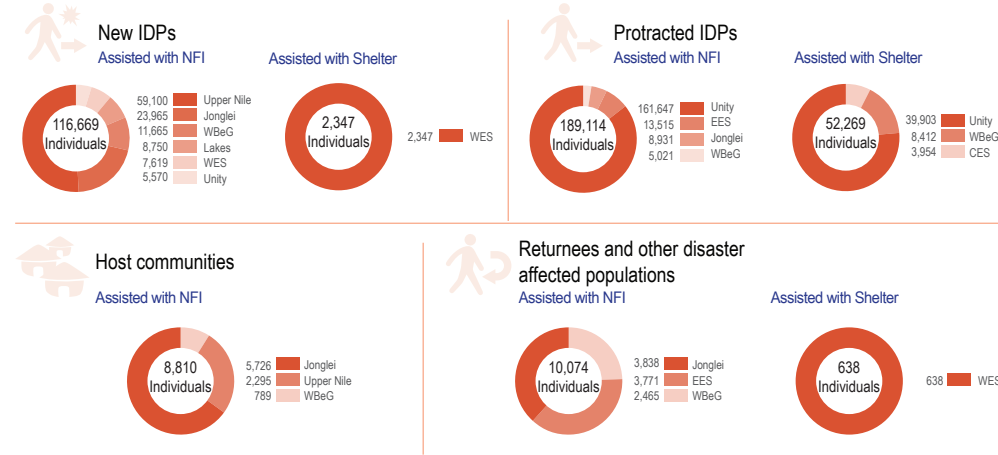 New IDPs
Assisted with NFI
116,669
Individuals
59,100 Upper Nile
23,965 Jonglei
11,665 WBeG
8,750 Lakes
7,619 WES
5,570 Unity
Assisted with Shelter
2,347
Individuals
2,347 WES
Protracted IDPs
Assisted with NFI
189,114
Individuals
161,647 Unity
13,515 EES
8,931 Jonglei
5,021 WBeG
Assisted with Shelter
52,269
Individuals
39,903 Unity
8,412 WBeG
3,954 CES
Host communities
Assisted with NFI
8,810
Individuals
5,726 Jonglei
2,295 Upper Nile
789 WBeG
Returnees and other disaster
affected populations
Assisted with NFI
10,074
Individuals
3,838 Jonglei
3,771 EES
2,465 WBeG
Assisted with Shelter
638
Individuals
638 WES